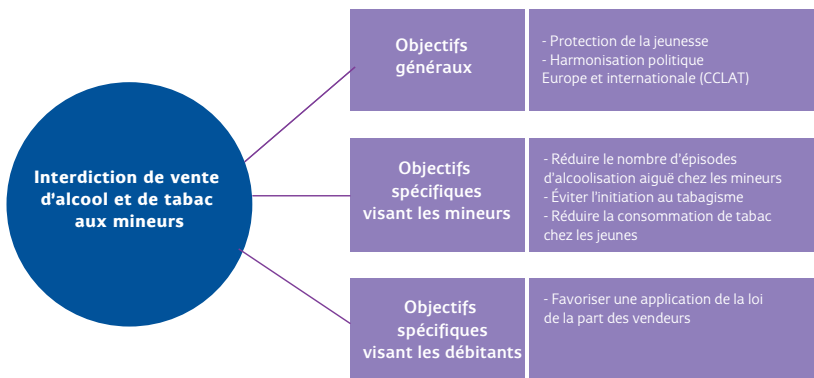 Interdiction de vente
d'alcool et de tabac
aux mineurs
Objectifs
généraux
- Protection de la jeunesse
- Harmonisation politique
Europe et internationale (CCLAT)
Objectifs
spécifiques
visant les mineurs
- Réduire le nombre d'épisodes
d'alcoolisation aiguë chez les mineurs
- Éviter l'initiation au tabagisme
- Réduire la consommation de tabac
chez les jeunes
Objectifs
spécifiques
visant les débitants
- Favoriser une application de la loi
de la part des vendeurs